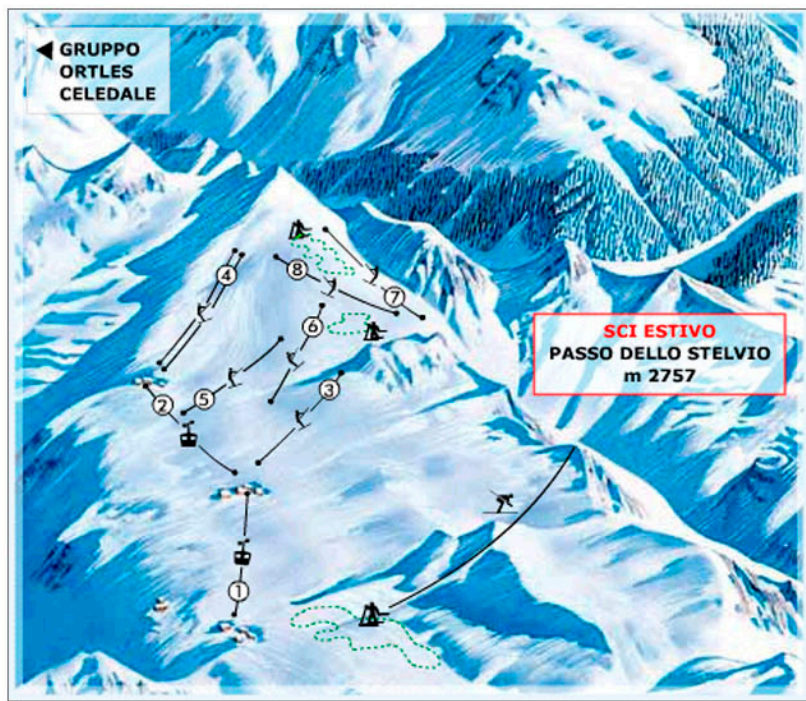 GRUPPO
ORTLES
CELEDALE
4
8
7
6
SCI ESTIVO
PASSO DELLO STELVIO
m 2757
2
5
3
1